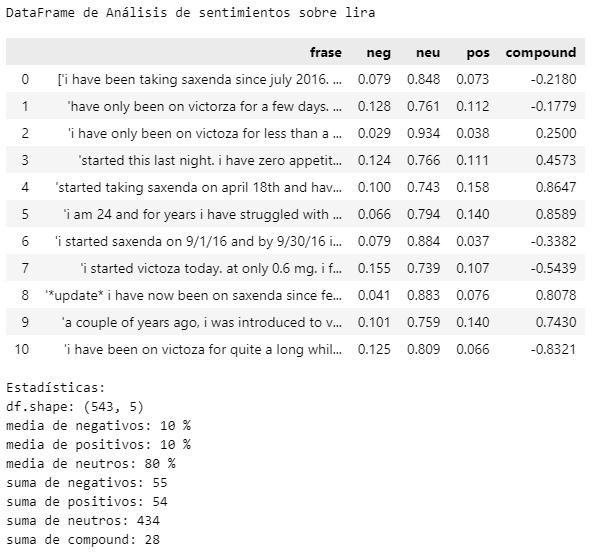 DataFrame de Análisis de sentimientos sobre lira
frase neg neu pos compound
0 ['i have been taking saxenda since july 2016. ... 0.079 0.848 0.073 -0.2180
1 'have only been on victorza for a few days. ... 0.128 0.761 0.112 -0.1779
2 'i have only been on victoza for less than a ... 0.029 0.934 0.038 0.2500
3 'started this last night. i have zero appetit... 0.124 0.766 0.111 0.4573
4 'started taking saxenda on april 18th and hav... 0.100 0.743 0.158 0.8647
5 'i am 24 and for years i have struggled with ... 0.066 0.794 0.140 0.8589
6 'i started saxenda on 9/1/16 and by 9/30/16 i... 0.079 0.884 0.037 -0.3382
7 'i started victoza today. at only 0.6 mg. i f... 0.155 0.739 0.107 -0.5439
8 '*update* i have now been on saxenda since fe... 0.041 0.883 0.076 0.8078
9 'a couple of years ago, i was introduced to v... 0.101 0.759 0.140 0.7430
10 'i have been on victoza for quite a long whil... 0.125 0.809 0.066 -0.8321
Estadísticas:
df.shape: (543, 5)
media de negativos: 10 %
media de positivos: 10 %
media de neutros: 80 %
suma de negativos: 55
suma de positivos: 54
suma de neutros: 434
suma de compound: 28